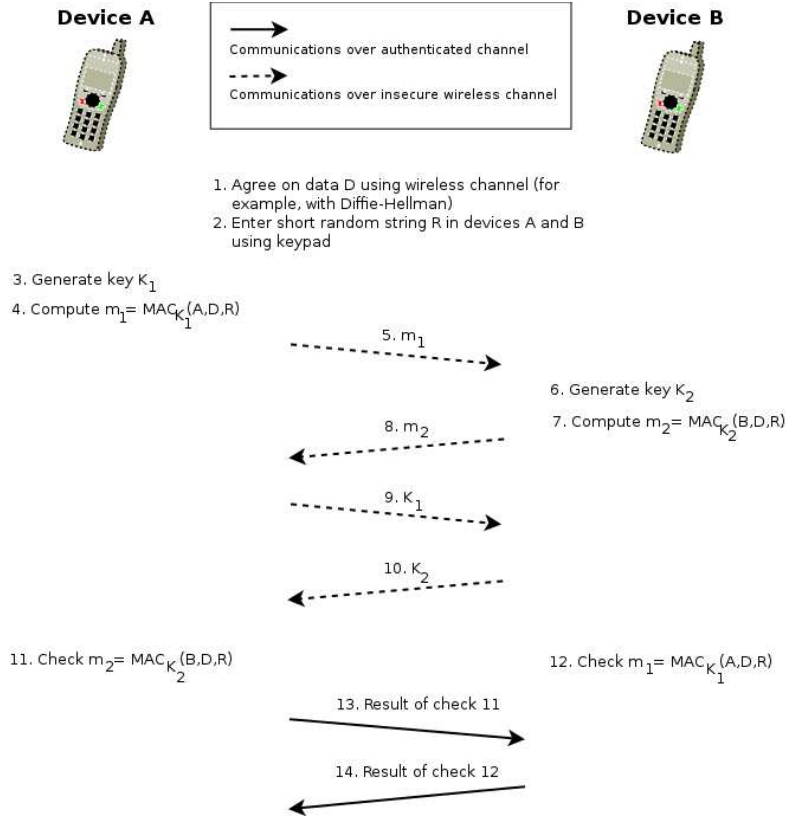 Device A
Device B
Communications over authenticated channel
Communications over insecure wireless channel
1. Agree on data D using wireless channel (for
example, with Diffie-Hellman)
2. Enter short random string R in devices A and B
using keypad
3. Generate key K1
4. Compute m1= MACK1(A,D,R)
5. m1
6. Generate key K2
7. Compute m2= MACK2(B,D,R)
8. m2
9. K1
10. K2
11. Check m2= MACK2(B,D,R)
12. Check m1= MACK1(A,D,R)
13. Result of check 11
14. Result of check 12